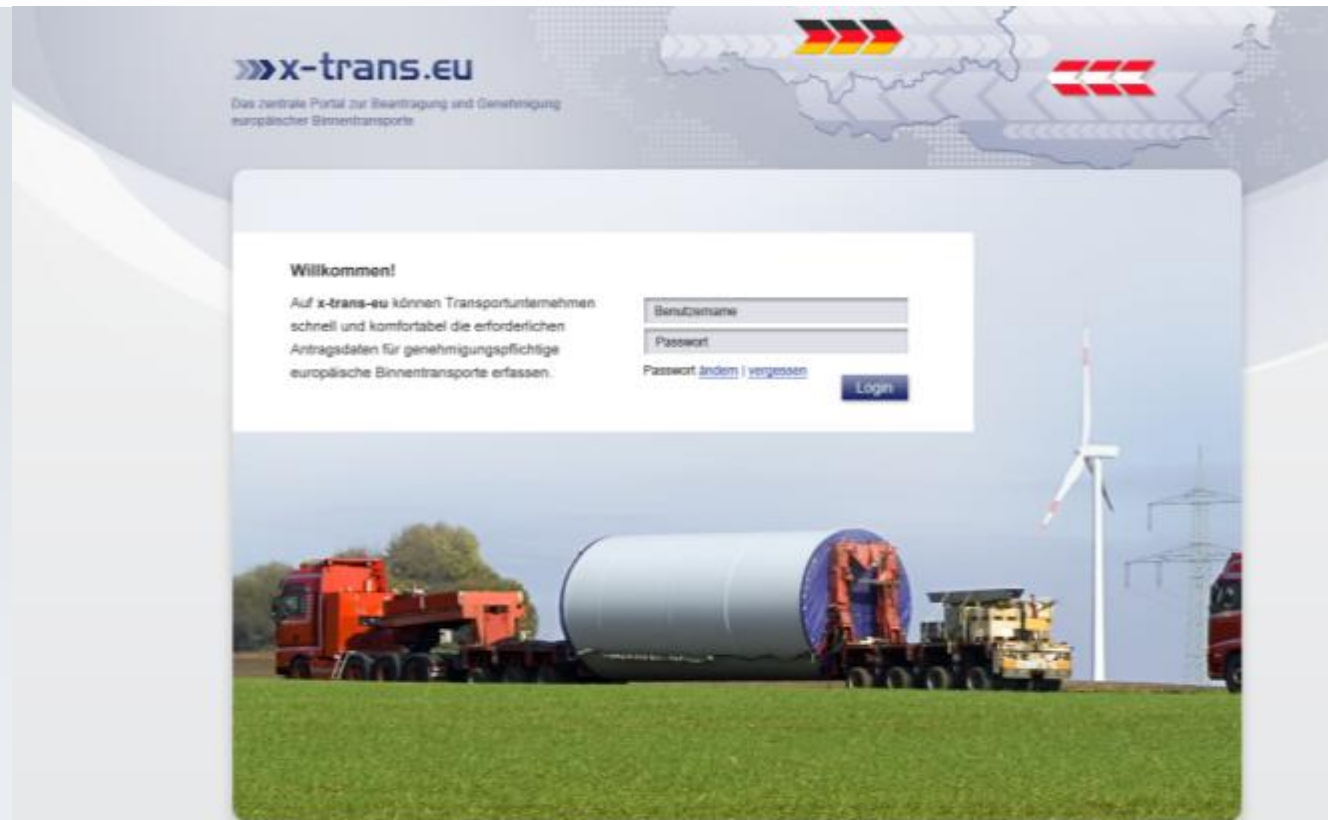 x-trans.eu
Das zentrale Portal zur Beantragung und Genehmigung
europäischer Binnentransporte
Willkommen!
Auf x-trans-eu können Transportunternehmen
schnell und komfortabel die erforderlichen
Antragsdaten für genehmigungspflichtige
europäische Binnentransporte erfassen.
Benutzername
Passwort
Passwort ändern | vergessen
Login